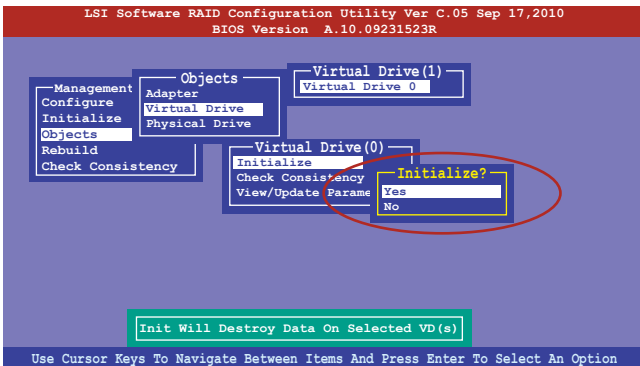 LSI Software RAID Configuration Utility Ver C.05 Sep 17,2010
BIOS Version A.10.09231523R
Management
Configure
Initialize
Objects
Rebuild
Check Consistency
Objects
Adapter
Virtual Drive
Physical Drive
Virtual Drive(1)
Virtual Drive 0
Virtual Drive(0)
Initialize
Check Consistency
View/Update Parame
Initialize?
Yes
No
Init Will Destroy Data On Selected VD(s)
Use Cursor Keys To Navigate Between Items And Press Enter To Select An Option